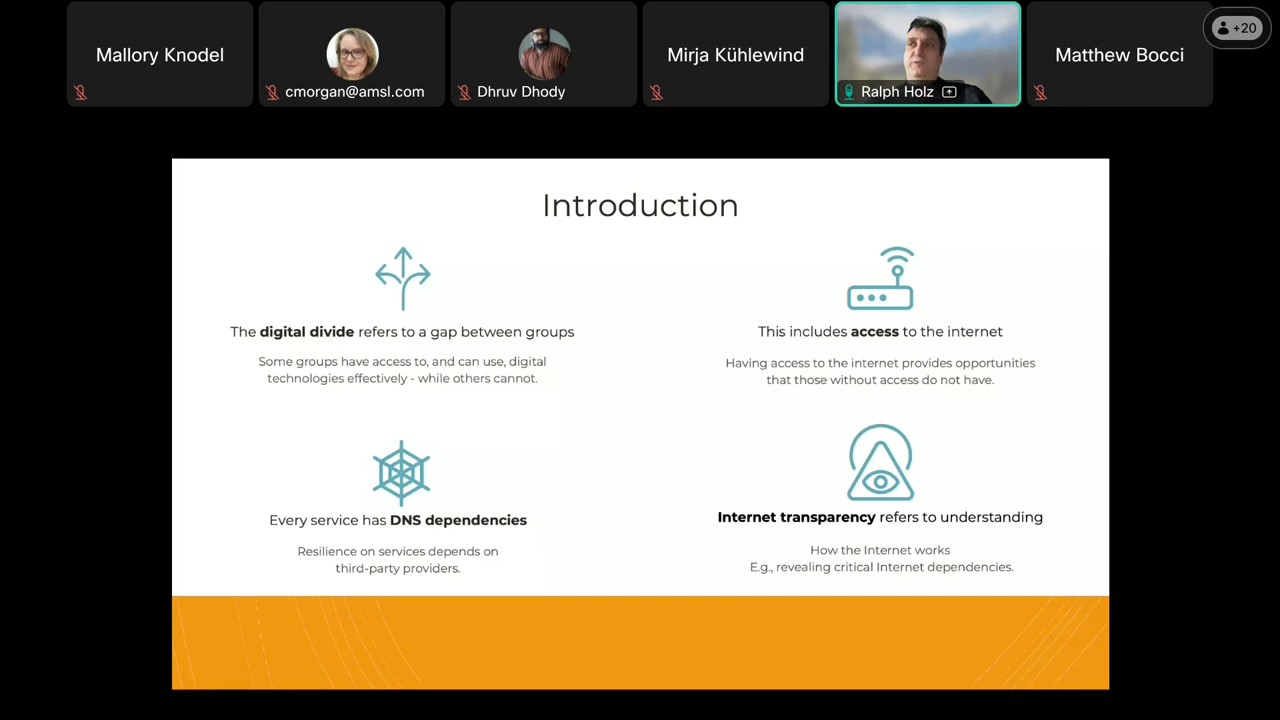 Mallory Knodel
cmorgan@amsl.com
Dhruv Dhody
Mirja Kühlewind
Ralph Holz
Matthew Bocci
+20
Introduction
The digital divide refers to a gap between groups
Some groups have access to, and can use, digital
technologies effectively - while others cannot.
This includes access to the internet
Having access to the internet provides opportunities
that those without access do not have.
Every service has DNS dependencies
Resilience on services depends on
third-party providers.
Internet transparency refers to understanding
How the Internet works
E.g., revealing critical Internet dependencies.